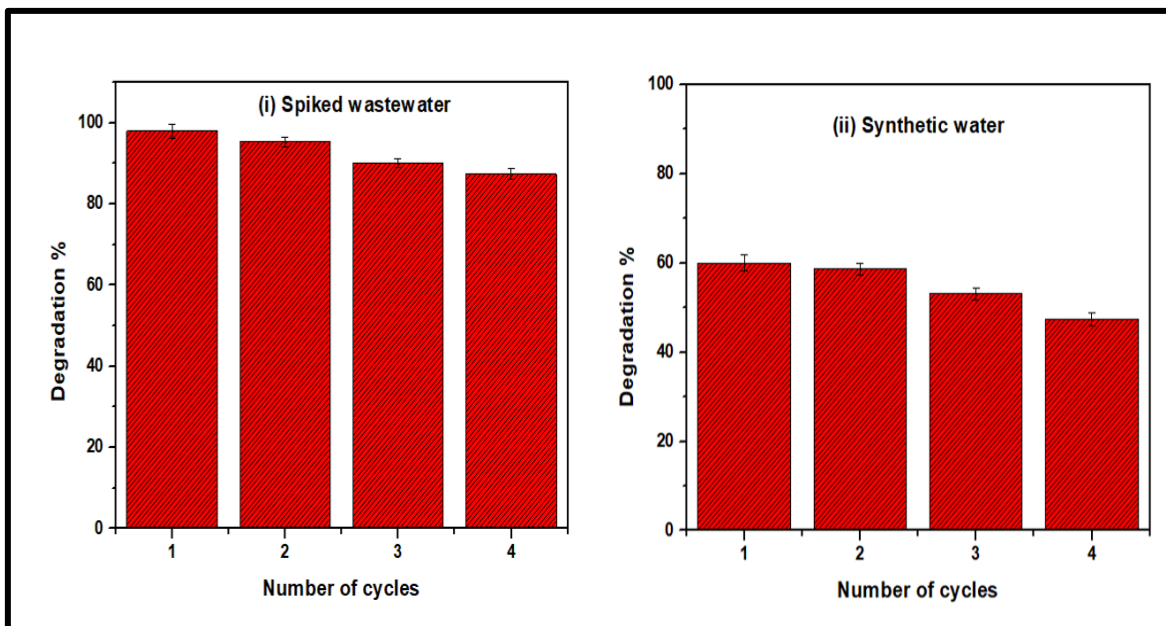 (i) Spiked wastewater
100
80
60
40
20
0
Degradation %
1 2 3 4
Number of cycles
(ii) Synthetic water
100
80
60
40
20
0
Degradation %
1 2 3 4
Number of cycles